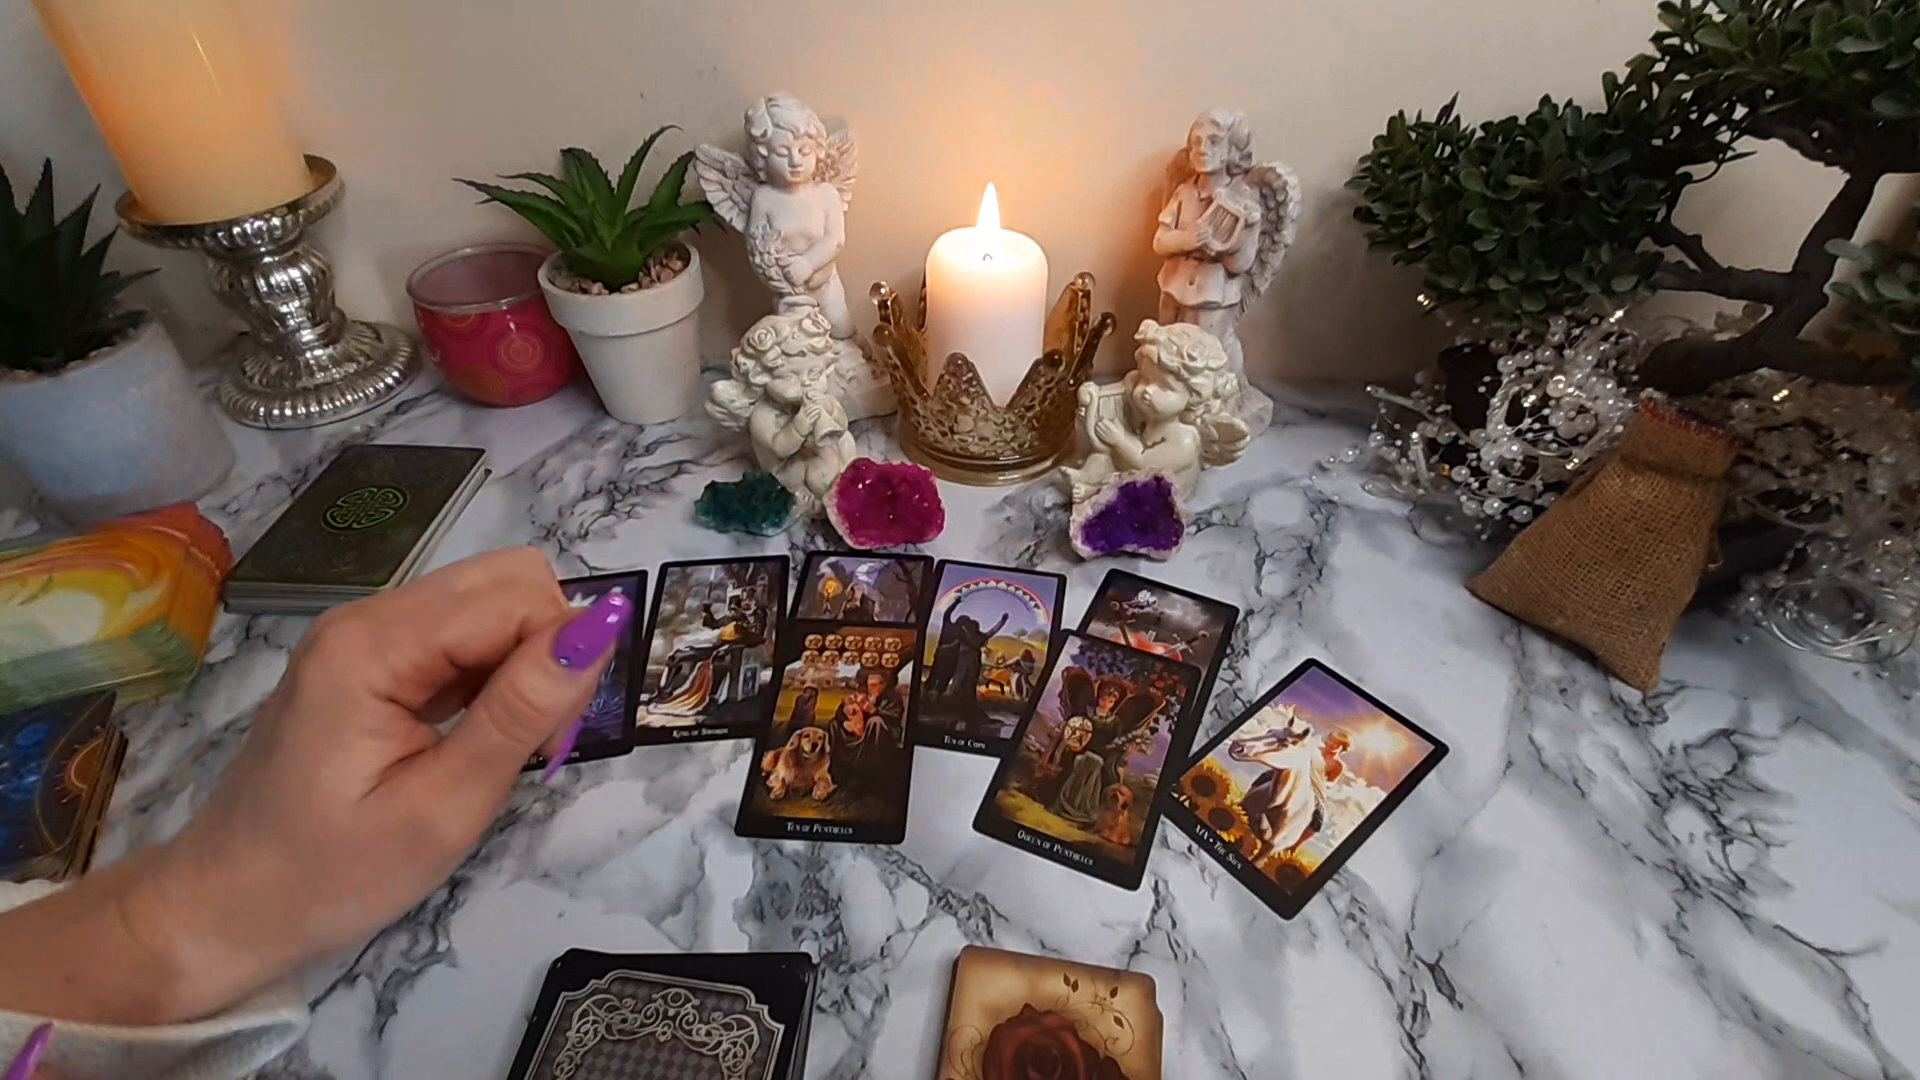 KING OF SWORDS
TEN OF CUPS
TEN OF PENTACLES
QUEEN OF PENTACLES
XIX • THE SUN